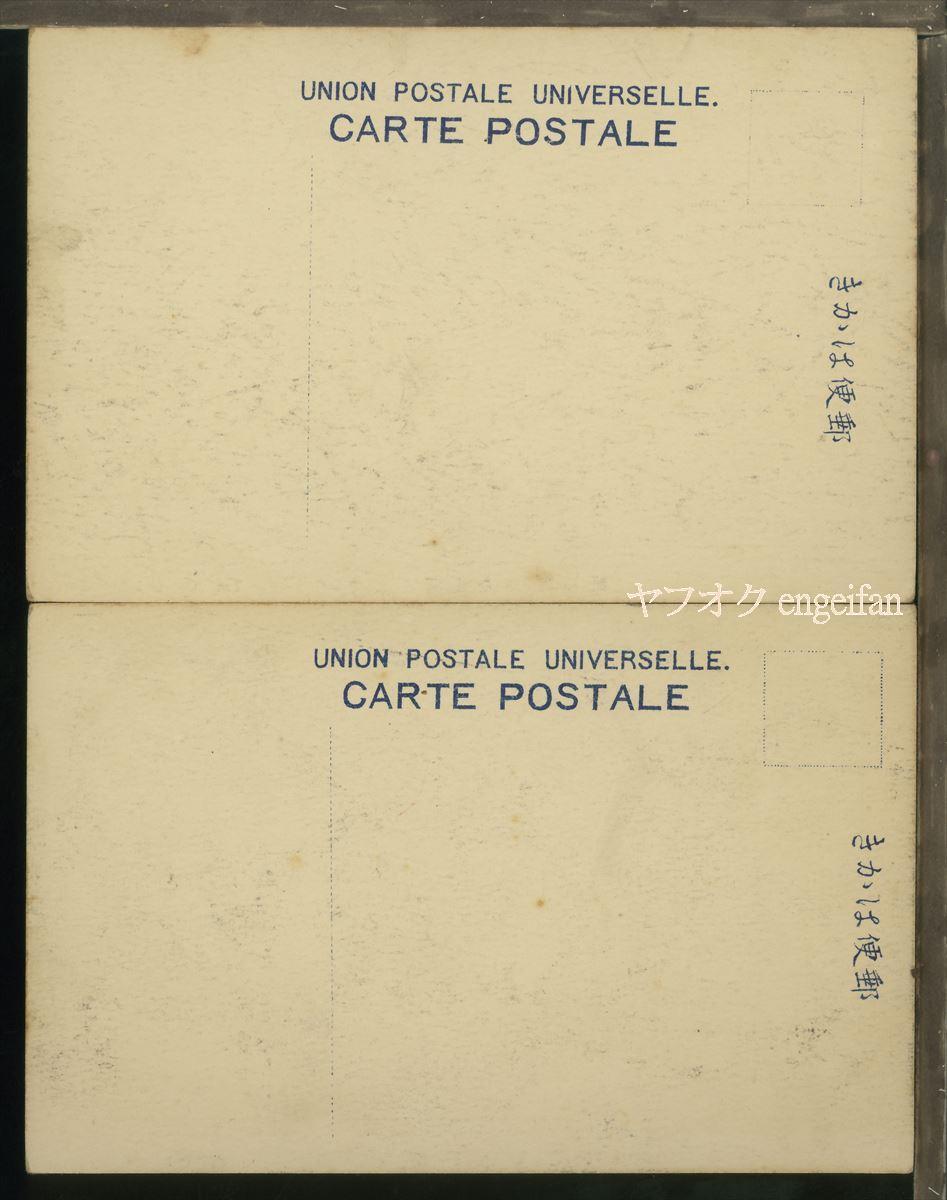 UNION POSTALE UNIVERSELLE.
CARTE POSTALE
きかは便郵
ヤフオク engeifan
UNION POSTALE UNIVERSELLE.
CARTE POSTALE
きかは便郵